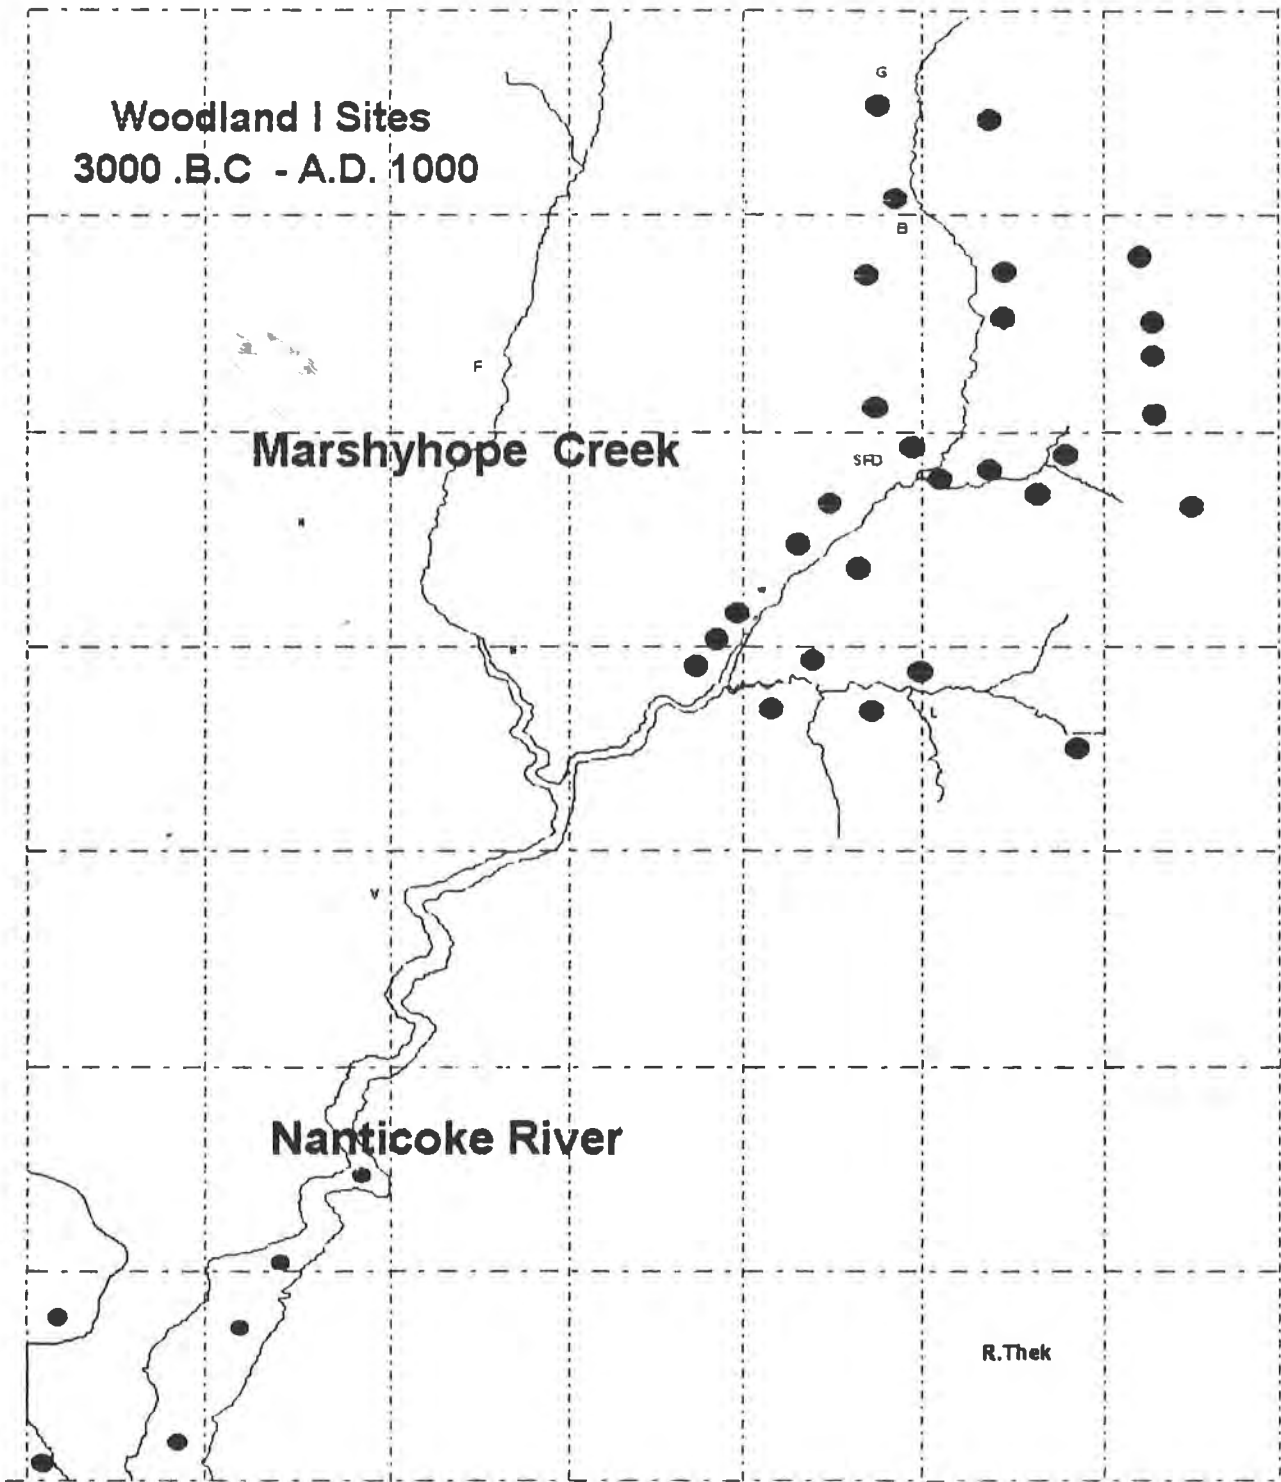 Woodland I Sites
3000 .B.C - A.D. 1000
G
B
F
Marshyhope Creek
SFD
L
V
Nanticoke River
R.Thek